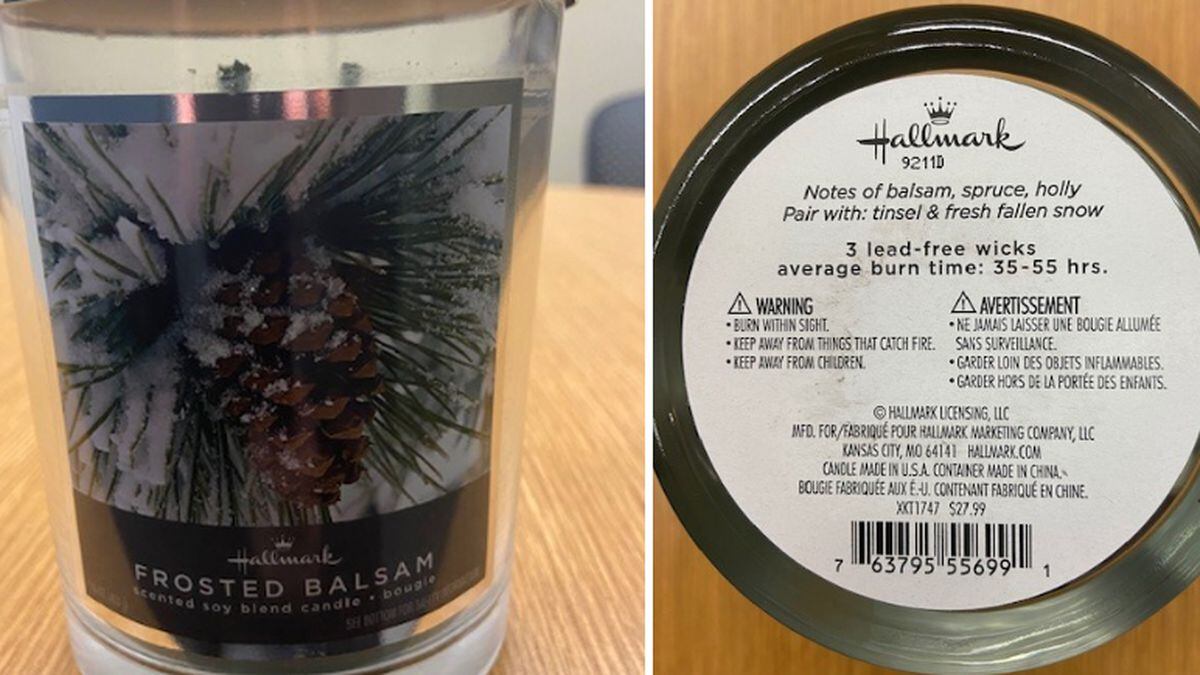 Hallmark
FROSTED BALSAM
scented soy blend candle • bougie
Hallmark
9211D
Notes of balsam, spruce, holly
Pair with: tinsel & fresh fallen snow
3 lead-free wicks
average burn time: 35-55 hrs.
⚠ WARNING
• BURN WITHIN SIGHT.
• KEEP AWAY FROM THINGS THAT CATCH FIRE.
• KEEP AWAY FROM CHILDREN.
⚠ AVERTISSEMENT
• NE JAMAIS LAISSER UNE BOUGIE ALLUMÉE
SANS SURVEILLANCE.
• GARDER LOIN DES OBJETS INFLAMMABLES.
• GARDER HORS DE LA PORTÉE DES ENFANTS.
© HALLMARK LICENSING, LLC
MFD. FOR/FABRIQUÉ POUR HALLMARK MARKETING COMPANY, LLC
KANSAS CITY, MO 64141 HALLMARK.COM
CANDLE MADE IN U.S.A. CONTAINER MADE IN CHINA.
BOUGIE FABRIQUÉE AUX É.-U. CONTENANT FABRIQUÉ EN CHINE.
XKT1747 $27.99
7 63795 55699 1